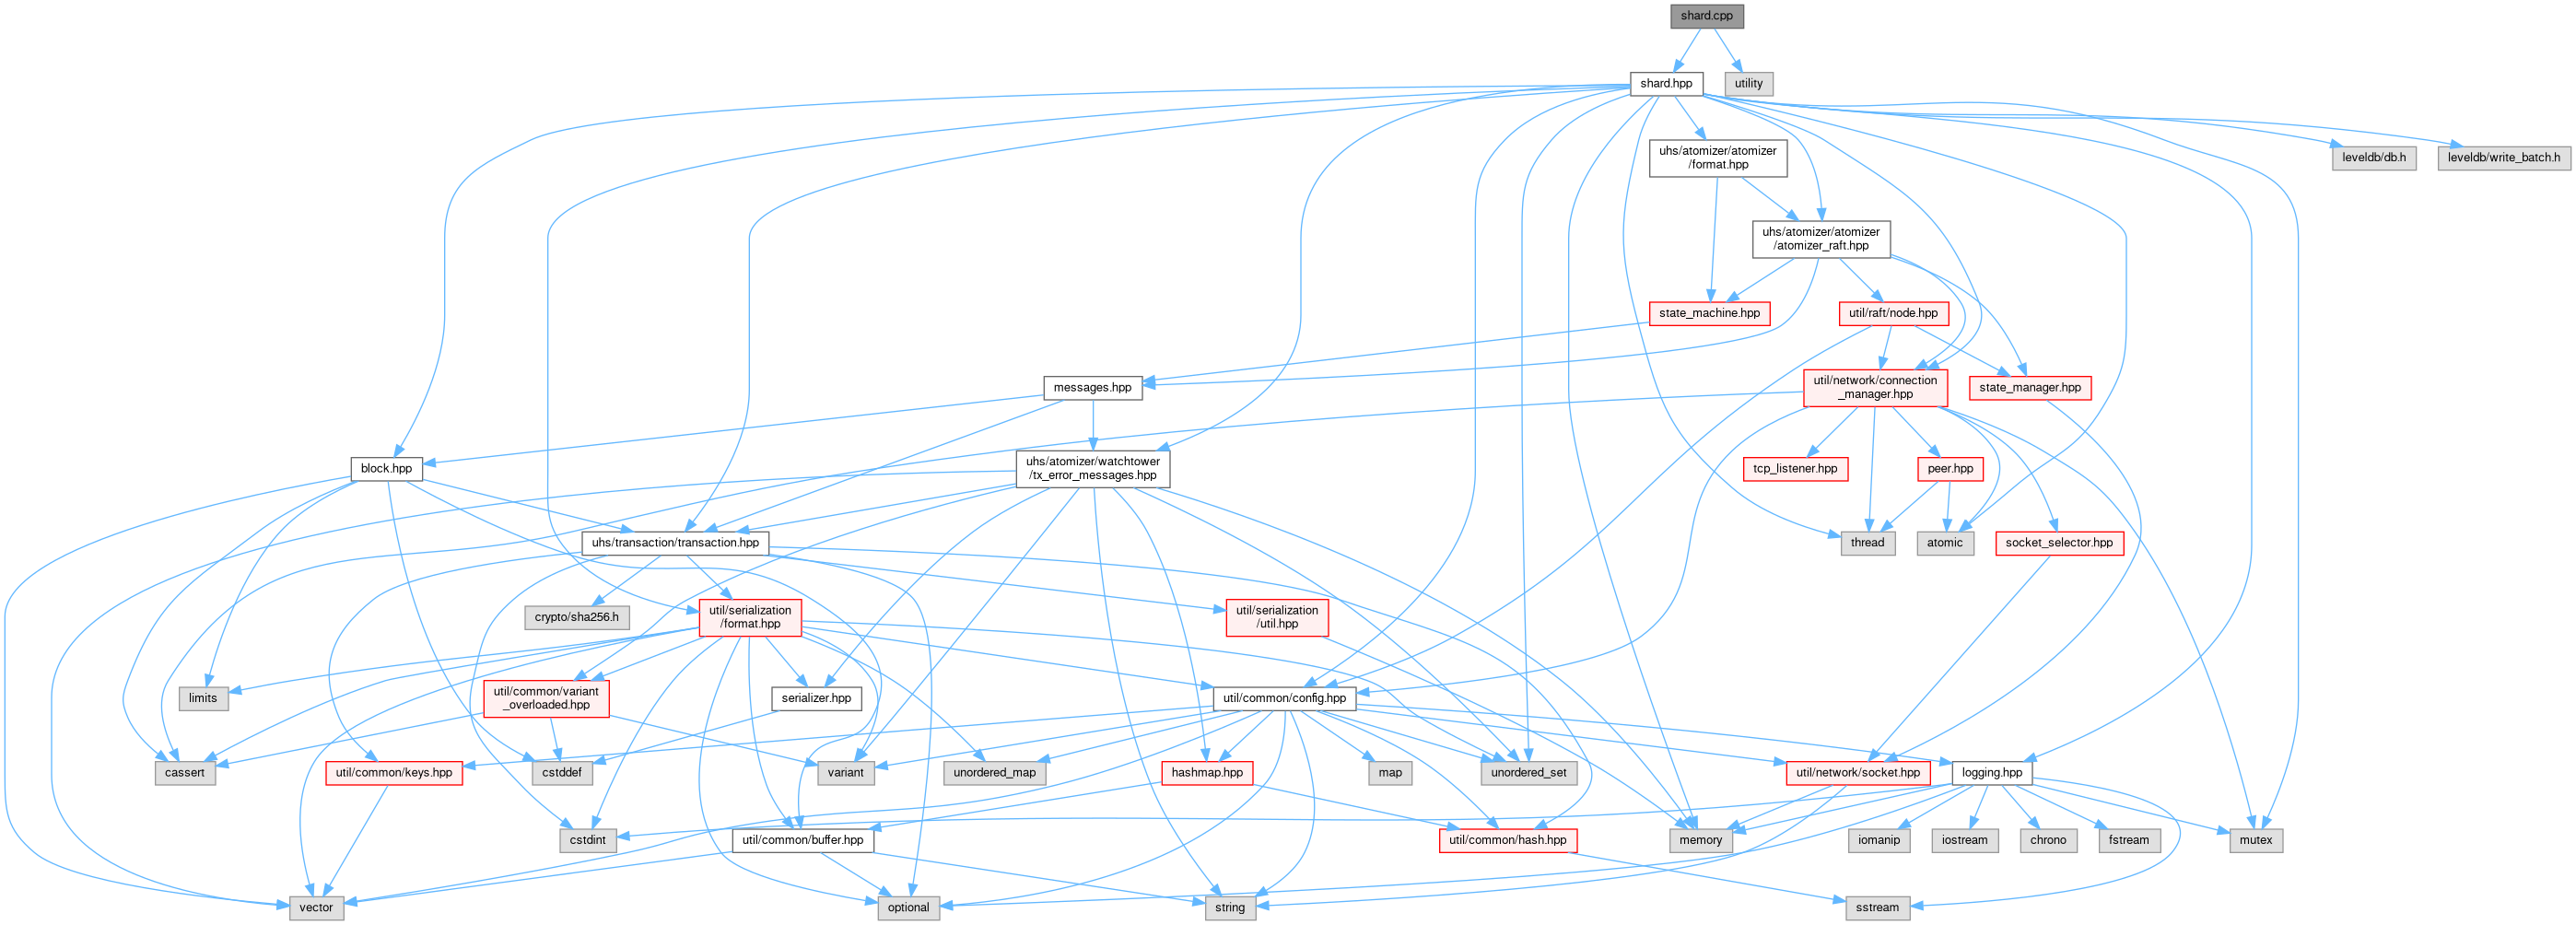 shard.cpp
shard.hpp
utility
uhs/atomizer/atomizer
/format.hpp
leveldb/db.h
leveldb/write_batch.h
uhs/atomizer/atomizer
/atomizer_raft.hpp
state_machine.hpp
util/raft/node.hpp
messages.hpp
util/network/connection
_manager.hpp
state_manager.hpp
block.hpp
uhs/atomizer/watchtower
/tx_error_messages.hpp
tcp_listener.hpp
peer.hpp
uhs/transaction/transaction.hpp
thread
atomic
socket_selector.hpp
crypto/sha256.h
util/serialization
/format.hpp
util/serialization
/util.hpp
limits
util/common/variant
_overloaded.hpp
serializer.hpp
util/common/config.hpp
cassert
util/common/keys.hpp
cstddef
variant
unordered_map
hashmap.hpp
map
unordered_set
util/network/socket.hpp
logging.hpp
cstdint
util/common/buffer.hpp
util/common/hash.hpp
memory
iomanip
iostream
chrono
fstream
mutex
vector
optional
string
sstream